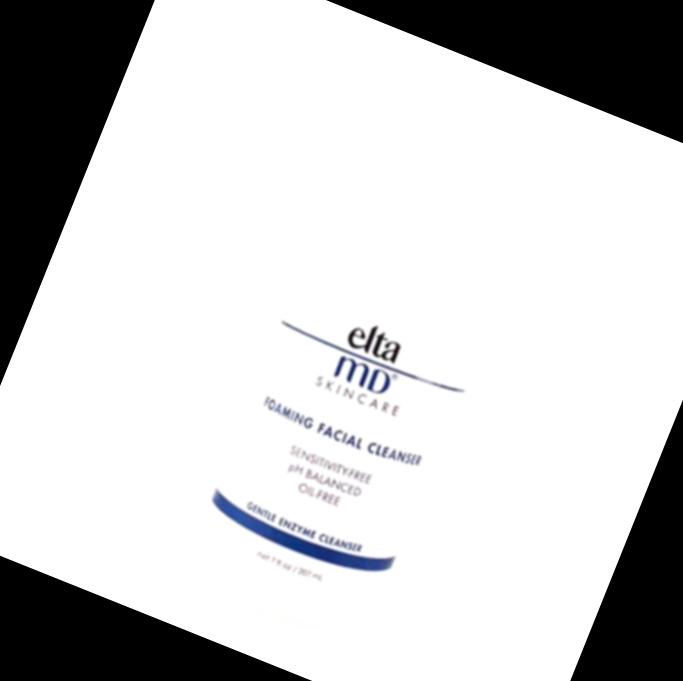 elta
MD®
SKINCARE
FOAMING FACIAL CLEANSER
SENSITIVITY-FREE
pH BALANCED
OIL-FREE
GENTLE ENZYME CLEANSER
net 7 fl oz / 207 mL